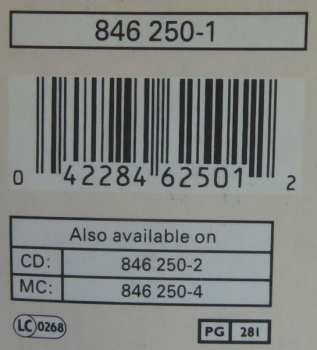 846 250-1
0 42284 62501 2
Also available on
CD: 846 250-2
MC: 846 250-4
LC 0268 PG 281